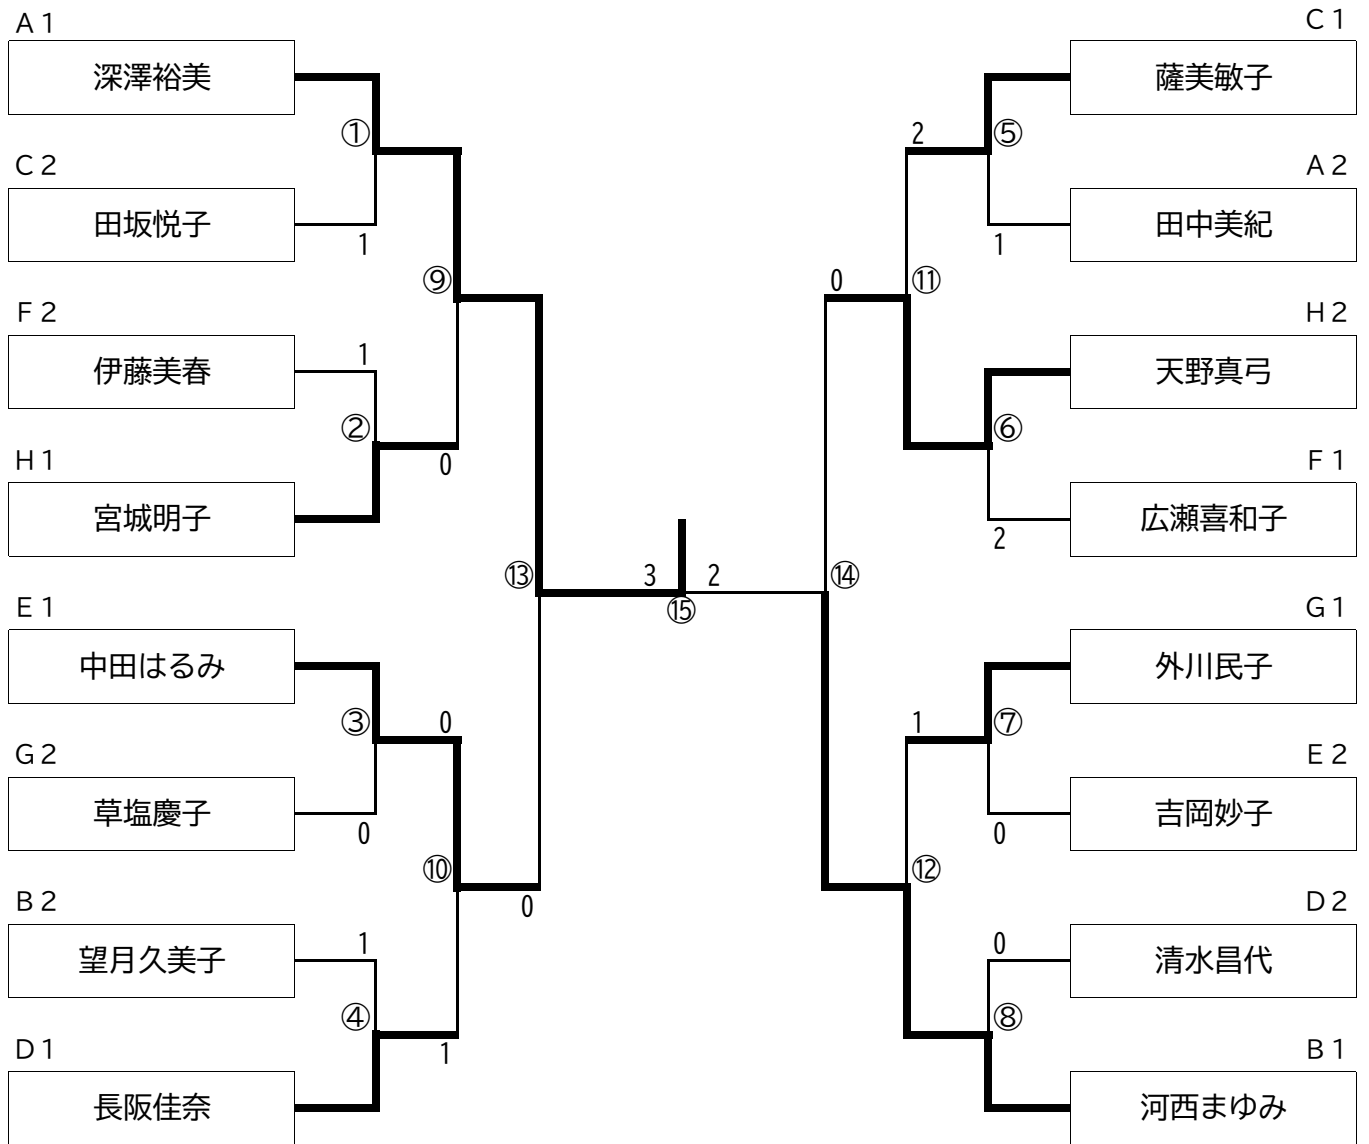 A1
C1
深澤裕美
薩美敏子
①
2
⑤
C2
A2
田坂悦子
田中美紀
1
1
⑨
0
⑪
F2
H2
1
伊藤美春
天野真弓
②
⑥
H1
0
F1
宮城明子
広瀬喜和子
2
⑬
3
2
⑭
E1
⑮
G1
中田はるみ
外川民子
③
0
1
⑦
G2
E2
草塩慶子
吉岡妙子
0
0
⑩
⑫
B2
0
D2
1
0
望月久美子
清水昌代
④
⑧
D1
1
B1
長阪佳奈
河西まゆみ